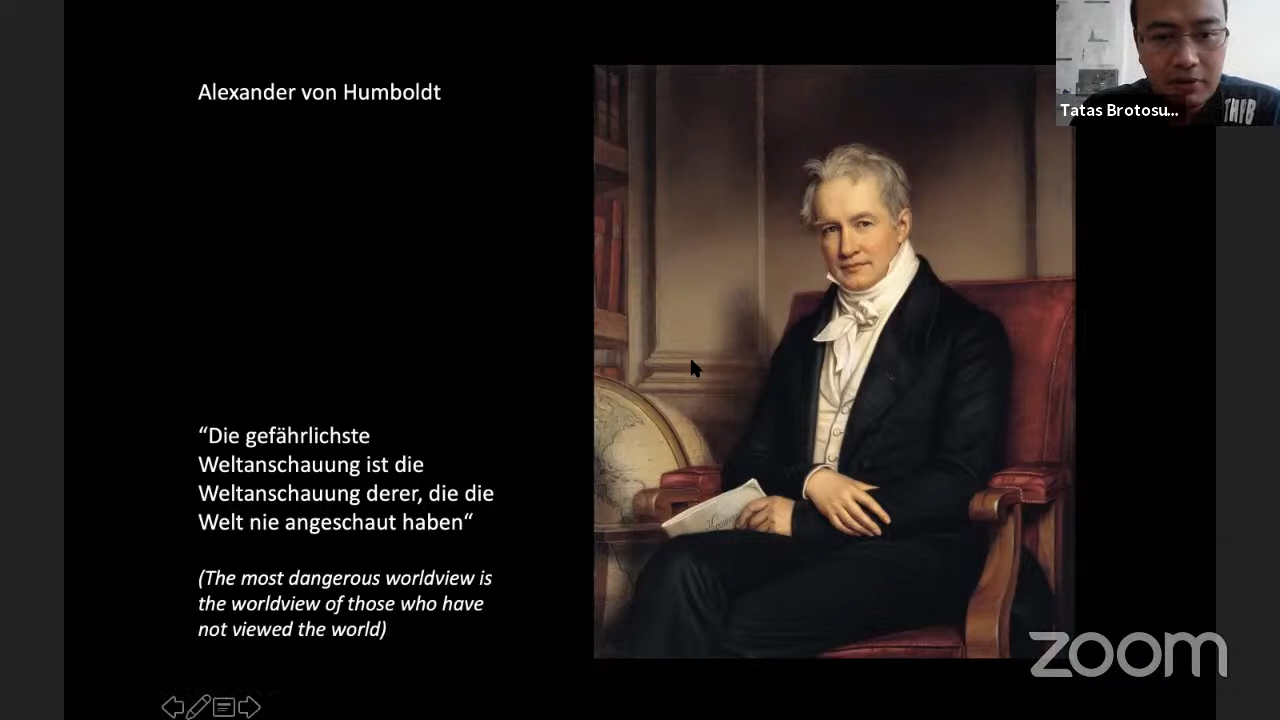 Alexander von Humboldt
Tatas Brotosu...
“Die gefährlichste
Weltanschauung ist die
Weltanschauung derer, die die
Welt nie angeschaut haben“
(The most dangerous worldview is
the worldview of those who have
not viewed the world)
zoom